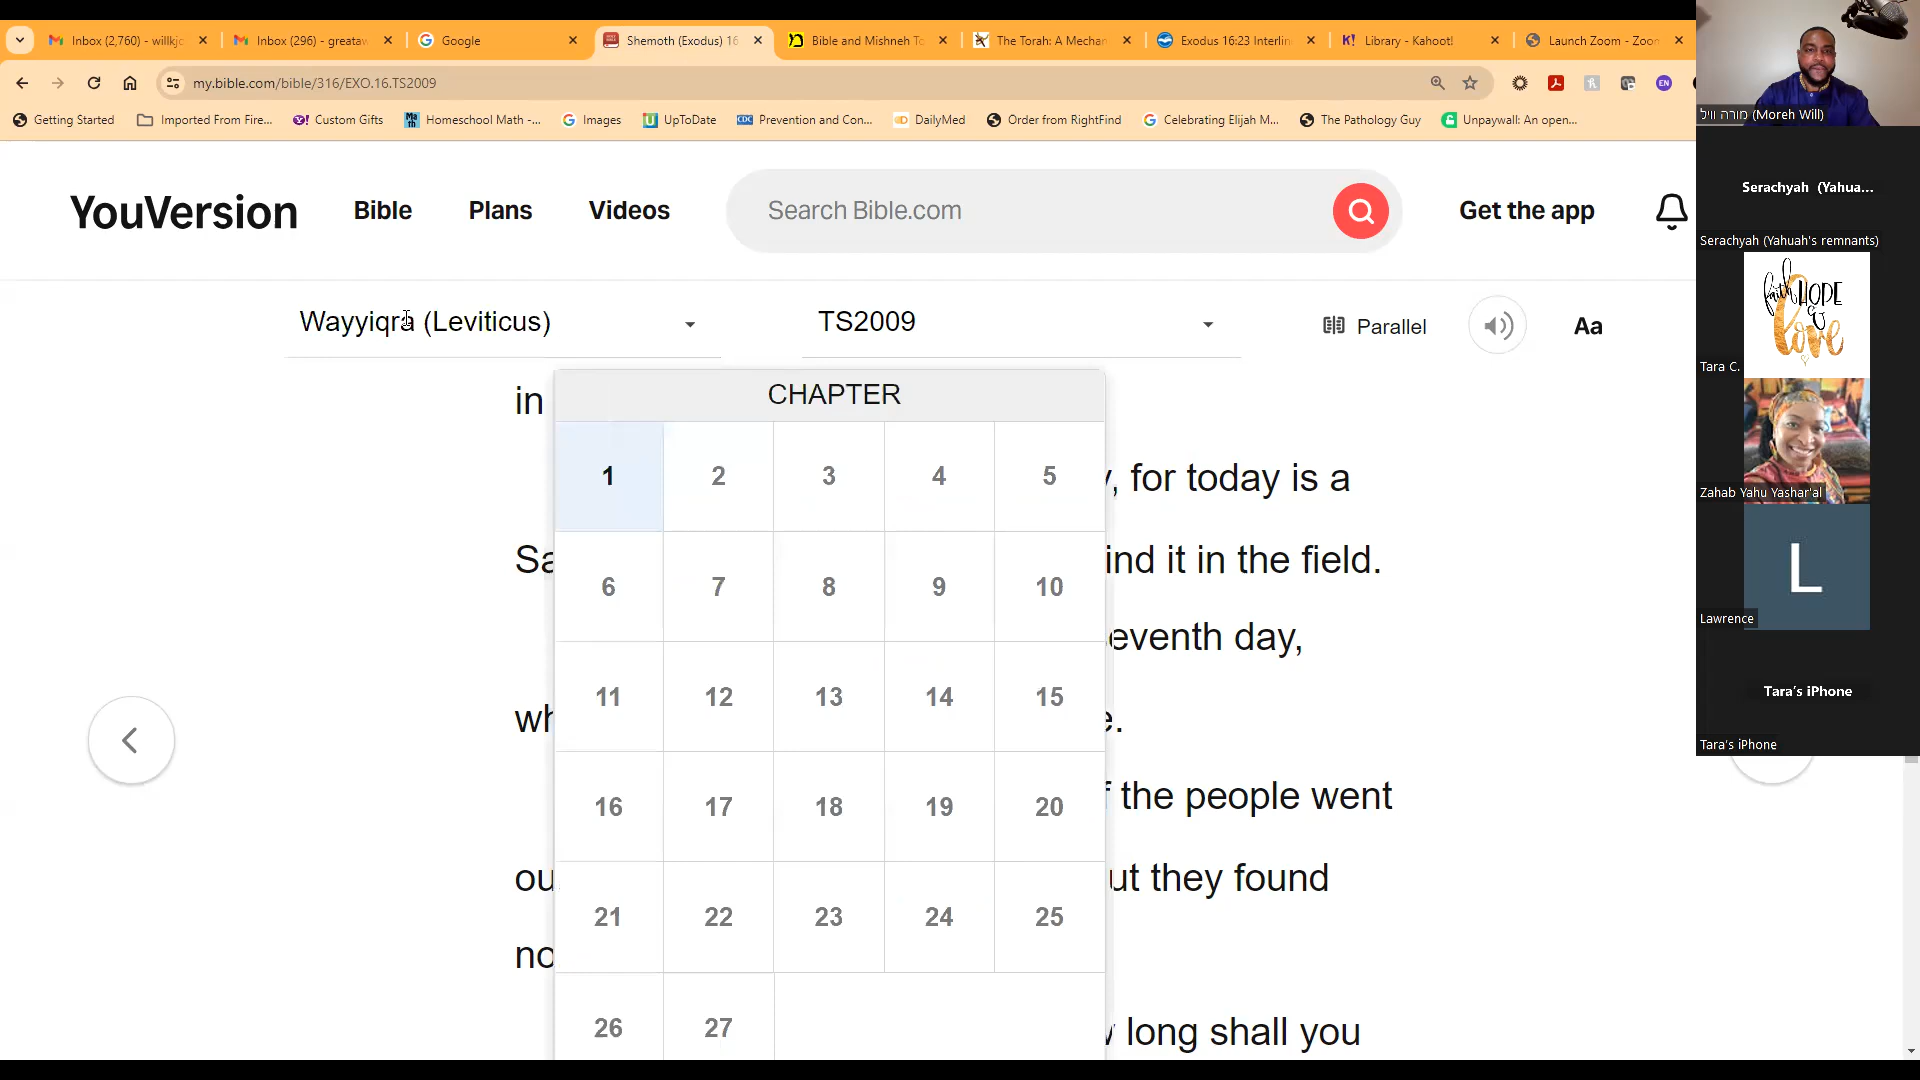 Inbox (2,760) - willkjo
Inbox (296) - greataw
Google
Shemoth (Exodus) 16
Bible and Mishneh To
The Torah: A Mechan
Exodus 16:23 Interlin
K! Library - Kahoot!
Launch Zoom - Zoom
my.bible.com/bible/316/EXO.16.TS2009
EN
Getting Started
Imported From Fire...
Custom Gifts
Homeschool Math -...
Images
UpToDate
CDC Prevention and Con...
DailyMed
Order from RightFind
Celebrating Elijah M...
The Pathology Guy
Unpaywall: An open...
YouVersion
Bible
Plans
Videos
Search Bible.com
Get the app
Wayyiqra (Leviticus)
TS2009
Parallel
Aa
CHAPTER
1 2 3 4 5
6 7 8 9 10
11 12 13 14 15
16 17 18 19 20
21 22 23 24 25
26 27
in
, for today is a
Sa
ind it in the field.
eventh day,
wh
e.
f the people went
ou
ut they found
no
long shall you
מורה וויל (Moreh Will)
Serachyah (Yahua...
Serachyah (Yahuah's remnants)
faith
HOPE
&
love
Tara C.
Zahab Yahu Yashar'al
L
Lawrence
Tara's iPhone
Tara's iPhone